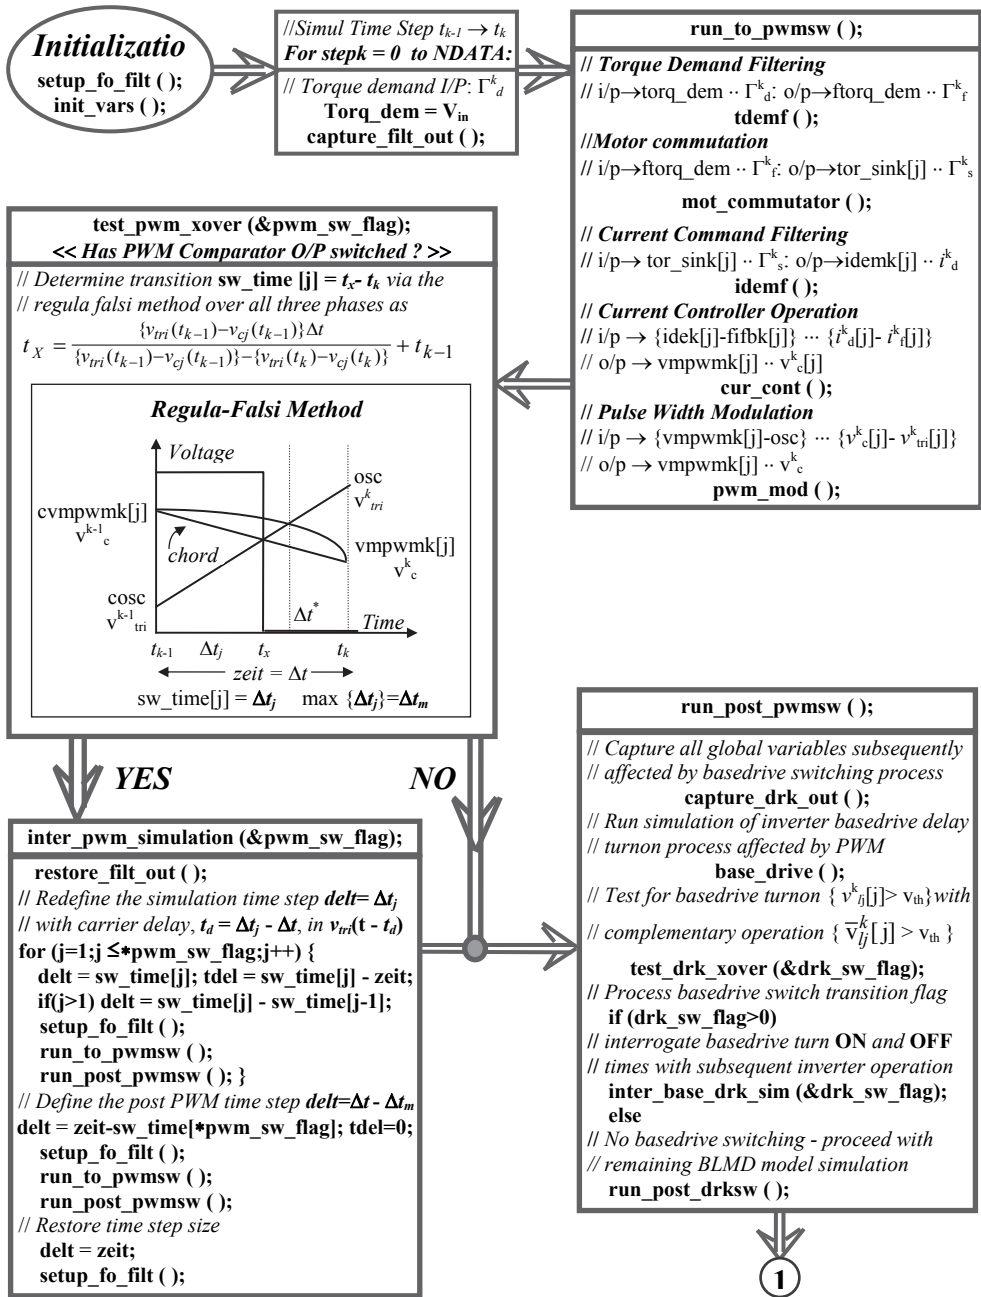 Initializatio
setup_fo_filt ( );
init_vars ( );
//Simul Time Step t_{k-1} → t_k
For stepk = 0 to NDATA:
// Torque demand I/P: Γ^k_d
Torq_dem = V_in
capture_filt_out ( );
run_to_pwmsw ( );
// Torque Demand Filtering
// i/p→torq_dem ·· Γ^k_d: o/p→ftorq_dem ·· Γ^k_f
tdemf ( );
//Motor commutation
// i/p→ftorq_dem ·· Γ^k_f: o/p→tor_sink[j] ·· Γ^k_s
mot_commutator ( );
// Current Command Filtering
// i/p→ tor_sink[j] ·· Γ^k_s: o/p→idemk[j] ·· i^k_d
idemf ( );
// Current Controller Operation
// i/p → {idek[j]-fifbk[j]} ··· {i^k_d[j]- i^k_f[j]}
// o/p → vmpwmk[j] ·· v^k_c[j]
cur_cont ( );
// Pulse Width Modulation
// i/p → {vmpwmk[j]-osc} ··· {v^k_c[j]- v^k_tri[j]}
// o/p → vmpwmk[j] ·· v^k_c
pwm_mod ( );
test_pwm_xover (&pwm_sw_flag);
<< Has PWM Comparator O/P switched ? >>
// Determine transition sw_time [j] = t_x- t_k via the
// regula falsi method over all three phases as
t_X = {v_tri(t_{k-1})-v_cj(t_{k-1})}Δt / {v_tri(t_{k-1})-v_cj(t_{k-1})}-{v_tri(t_k)-v_cj(t_k)} + t_{k-1}
Regula-Falsi Method
Voltage
osc
v^k_tri
cvmpwmk[j]
v^{k-1}_c
chord
vmpwmk[j]
v^k_c
cosc
v^{k-1}_tri
Δt^*
Time
t_{k-1} Δt_j t_x t_k
zeit = Δt
sw_time[j] = Δt_j max {Δt_j}=Δt_m
YES
NO
inter_pwm_simulation (&pwm_sw_flag);
restore_filt_out ( );
// Redefine the simulation time step delt= Δt_j
// with carrier delay, t_d = Δt_j - Δt, in v_tri(t - t_d)
for (j=1;j ≤*pwm_sw_flag;j++) {
delt = sw_time[j]; tdel = sw_time[j] - zeit;
if(j>1) delt = sw_time[j] - sw_time[j-1];
setup_fo_filt ( );
run_to_pwmsw ( );
run_post_pwmsw ( ); }
// Define the post PWM time step delt=Δt - Δt_m
delt = zeit-sw_time[*pwm_sw_flag]; tdel=0;
setup_fo_filt ( );
run_to_pwmsw ( );
run_post_pwmsw ( );
// Restore time step size
delt = zeit;
setup_fo_filt ( );
run_post_pwmsw ( );
// Capture all global variables subsequently
// affected by basedrive switching process
capture_drk_out ( );
// Run simulation of inverter basedrive delay
// turnon process affected by PWM
base_drive ( );
// Test for basedrive turnon { v^k_lj[j]> v_th}with
// complementary operation { v̅^k_lj[j] > v_th }
test_drk_xover (&drk_sw_flag);
// Process basedrive switch transition flag
if (drk_sw_flag>0)
// interrogate basedrive turn ON and OFF
// times with subsequent inverter operation
inter_base_drk_sim (&drk_sw_flag);
else
// No basedrive switching - proceed with
// remaining BLMD model simulation
run_post_drksw ( );
1